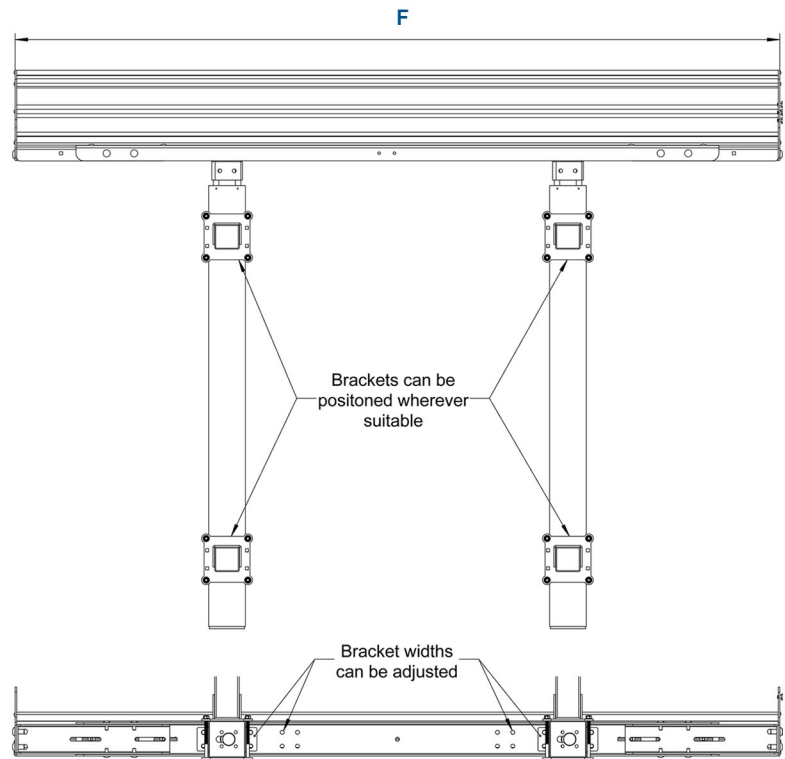 F
Brackets can be
positoned wherever
suitable
Bracket widths
can be adjusted